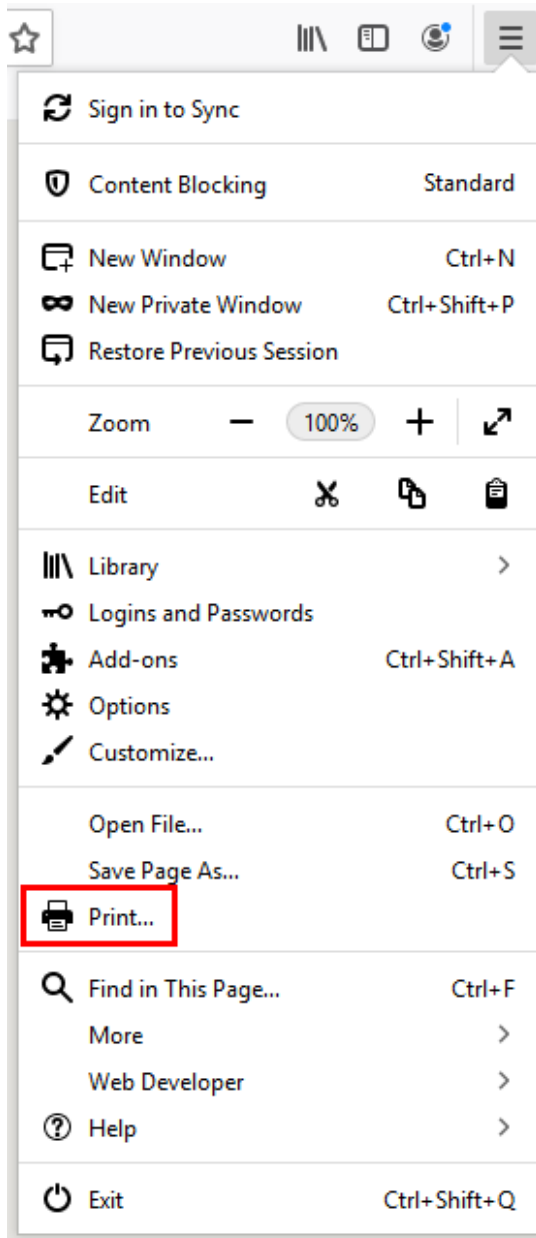 Sign in to Sync
Content Blocking Standard
New Window Ctrl+N
New Private Window Ctrl+Shift+P
Restore Previous Session
Zoom 100%
Edit
Library
Logins and Passwords
Add-ons Ctrl+Shift+A
Options
Customize...
Open File... Ctrl+O
Save Page As... Ctrl+S
Print...
Find in This Page... Ctrl+F
More
Web Developer
Help
Exit Ctrl+Shift+Q